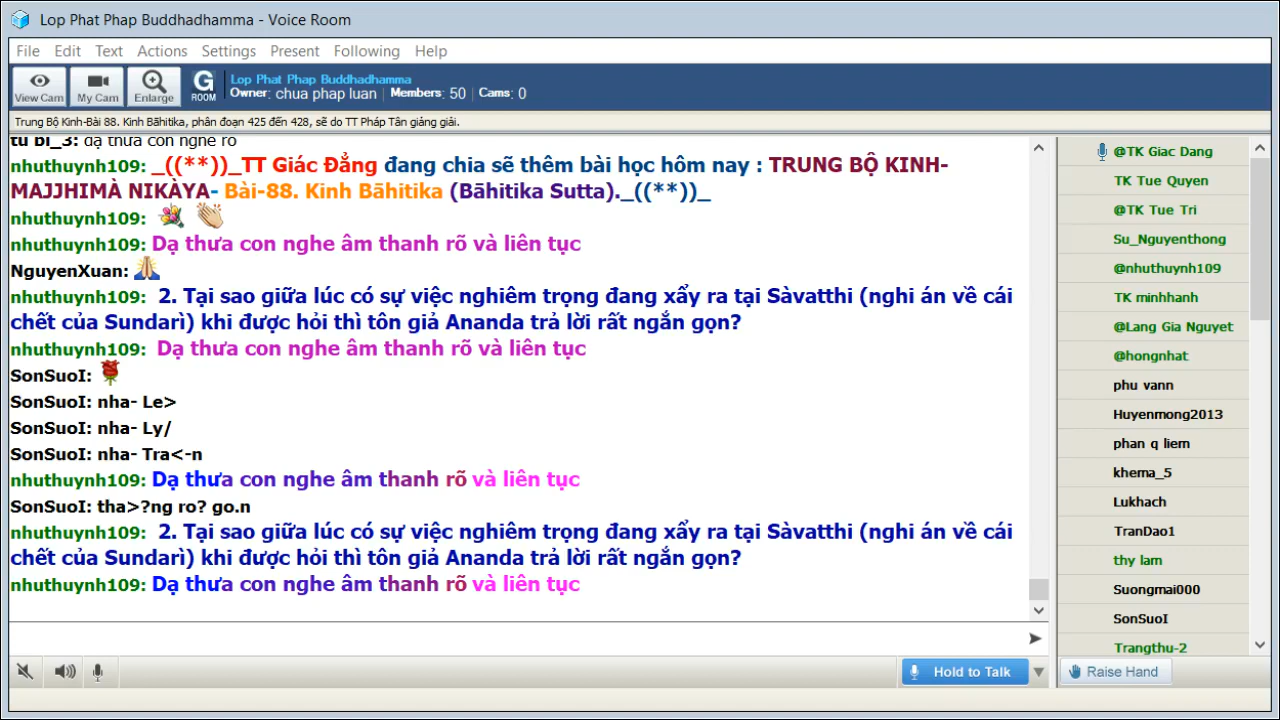 Lop Phat Phap Buddhadhamma - Voice Room
File Edit Text Actions Settings Present Following Help
View Cam My Cam Enlarge G ROOM
Lop Phat Phap Buddhadhamma
Owner: chua phap luan Members: 50 Cams: 0
Trung Bộ Kinh-Bài 88. Kinh Bãhitika, phân đoạn 425 đến 428, sẽ do TT Pháp Tân giảng giải.
tu bi_3: dạ thưa con nghe rõ
nhuthuynh109: _((**))_TT Giác Đẳng đang chia sẽ thêm bài học hôm nay : TRUNG BỘ KINH-
MAJJHIMÀ NIKÀYA- Bài-88. Kinh Bāhitika (Bāhitika Sutta)._((**))_
nhuthuynh109:
nhuthuynh109: Dạ thưa con nghe âm thanh rõ và liên tục
NguyenXuan:
nhuthuynh109: 2. Tại sao giữa lúc có sự việc nghiêm trọng đang xẩy ra tại Sàvatthi (nghi án về cái
chết của Sundarì) khi được hỏi thì tôn giả Ananda trả lời rất ngắn gọn?
nhuthuynh109: Dạ thưa con nghe âm thanh rõ và liên tục
SonSuoI:
SonSuoI: nha- Le>
SonSuoI: nha- Ly/
SonSuoI: nha- Tra<-n
nhuthuynh109: Dạ thưa con nghe âm thanh rõ và liên tục
SonSuoI: tha>?ng ro? go.n
nhuthuynh109: 2. Tại sao giữa lúc có sự việc nghiêm trọng đang xẩy ra tại Sàvatthi (nghi án về cái
chết của Sundarì) khi được hỏi thì tôn giả Ananda trả lời rất ngắn gọn?
nhuthuynh109: Dạ thưa con nghe âm thanh rõ và liên tục
@TK Giac Dang
TK Tue Quyen
@TK Tue Tri
Su_Nguyenthong
@nhuthuynh109
TK minhhanh
@Lang Gia Nguyet
@hongnhat
phu vann
Huyenmong2013
phan q liem
khema_5
Lukhach
TranDao1
thy lam
Suongmai000
SonSuoI
Trangthu-2
Hold to Talk
Raise Hand